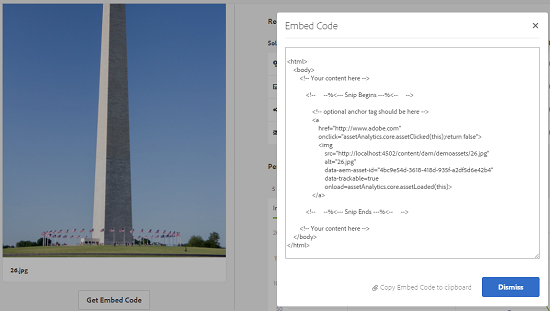 Embed Code
×
<html>
<body>
<!-- Your content here -->
<!-- --%<--- Snip Begins ---%<-- -->
<!-- optional anchor tag should be here -->
<a
href="http://www.adobe.com"
onclick="assetAnalytics.core.assetClicked(this);return false">
<img
src="http://localhost:4502/content/dam/demoassets/26.jpg"
alt="26.jpg"
data-aem-asset-id="4bc9e54d-3618-418d-935f-a2df5d6e42b4"
data-trackable=true
onload=assetAnalytics.core.assetLoaded(this)>
</a>
<!-- --%<--- Snip Ends ---%<-- -->
<!-- Your content here -->
</body>
</html>
Copy Embed Code to clipboard
Dismiss
26.jpg
Get Embed Code